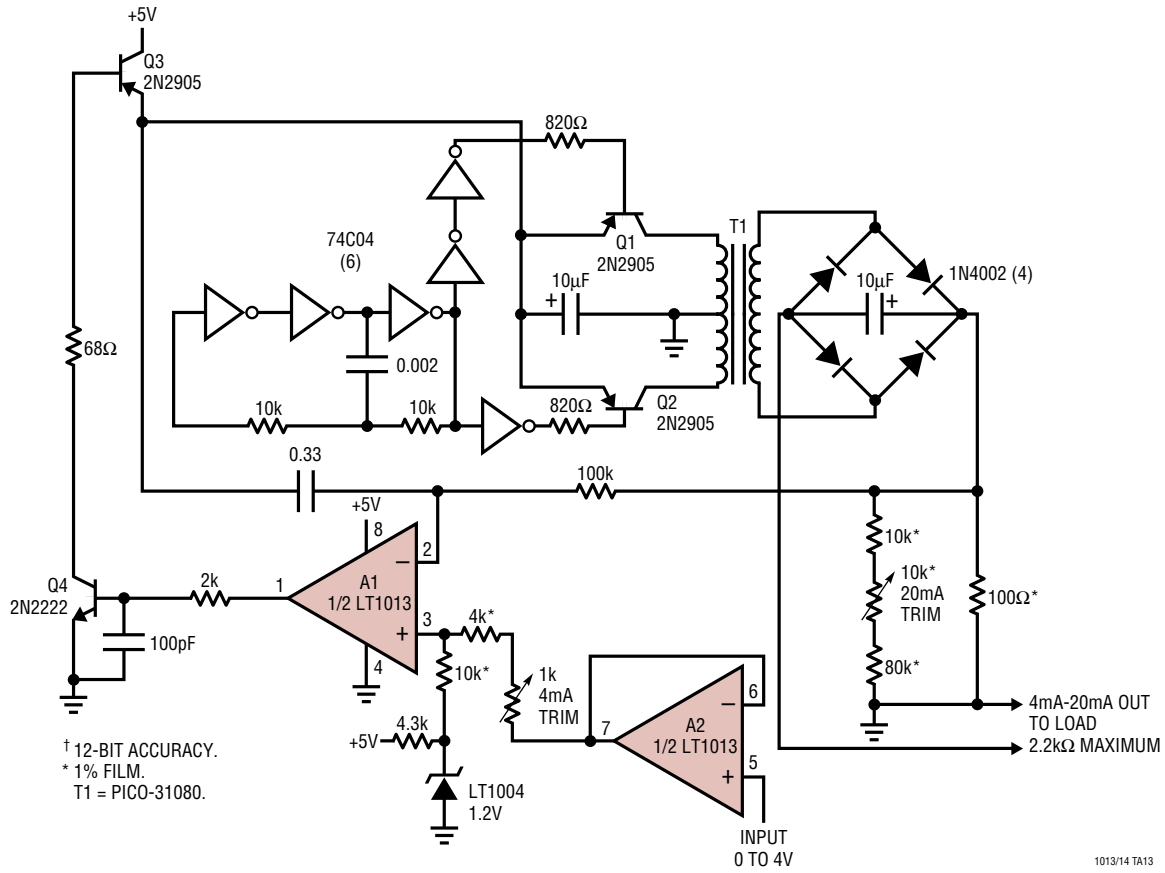 +5V
Q3
2N2905
820Ω
T1
Q1
2N2905
74C04
(6)
10µF
+
10µF
+
1N4002 (4)
68Ω
0.002
10k
10k
820Ω
Q2
2N2905
0.33
100k
+5V
8
2
–
A1
1/2 LT1013
1
3
+
4
Q4
2N2222
2k
100pF
4k*
10k*
1k
4mA
TRIM
10k*
10k*
20mA
TRIM
80k*
100Ω*
+5V
4.3k
LT1004
1.2V
7
A2
1/2 LT1013
6
–
5
+
INPUT
0 TO 4V
4mA-20mA OUT
TO LOAD
2.2kΩ MAXIMUM
† 12-BIT ACCURACY.
* 1% FILM.
T1 = PICO-31080.
1013/14 TA13